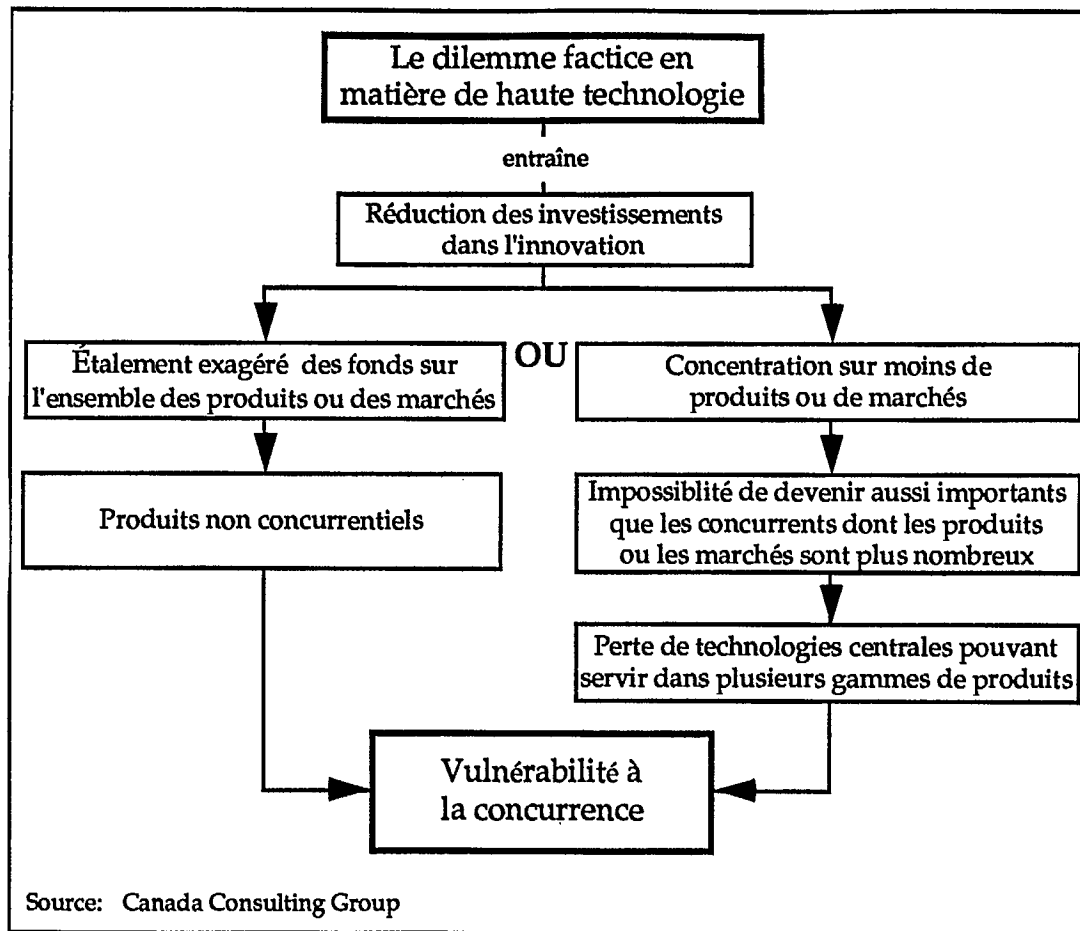 Le dilemme factice en
matière de haute technologie
entraîne
Réduction des investissements
dans l'innovation
Étalement exagéré des fonds sur
l'ensemble des produits ou des marchés
OU
Concentration sur moins de
produits ou de marchés
Produits non concurrentiels
Impossiblité de devenir aussi importants
que les concurrents dont les produits
ou les marchés sont plus nombreux
Perte de technologies centrales pouvant
servir dans plusieurs gammes de produits
Vulnérabilité à
la concurrence
Source: Canada Consulting Group